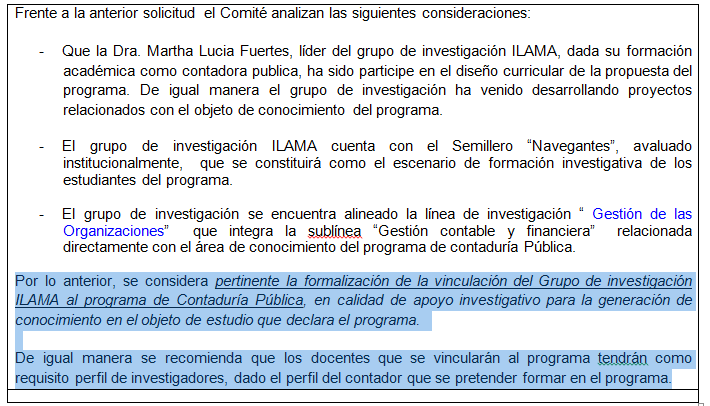 Frente a la anterior solicitud el Comité analizan las siguientes consideraciones:
- Que la Dra. Martha Lucia Fuertes, líder del grupo de investigación ILAMA, dada su formación
académica como contadora publica, ha sido participe en el diseño curricular de la propuesta del
programa. De igual manera el grupo de investigación ha venido desarrollando proyectos
relacionados con el objeto de conocimiento del programa.
- El grupo de investigación ILAMA cuenta con el Semillero “Navegantes”, avaluado
institucionalmente, que se constituirá como el escenario de formación investigativa de los
estudiantes del programa.
- El grupo de investigación se encuentra alineado la línea de investigación “ Gestión de las
Organizaciones” que integra la sublínea “Gestión contable y financiera” relacionada
directamente con el área de conocimiento del programa de contaduría Pública.
Por lo anterior, se considera pertinente la formalización de la vinculación del Grupo de investigación
ILAMA al programa de Contaduría Pública, en calidad de apoyo investigativo para la generación de
conocimiento en el objeto de estudio que declara el programa.
De igual manera se recomienda que los docentes que se vincularán al programa tendrán como
requisito perfil de investigadores, dado el perfil del contador que se pretender formar en el programa.